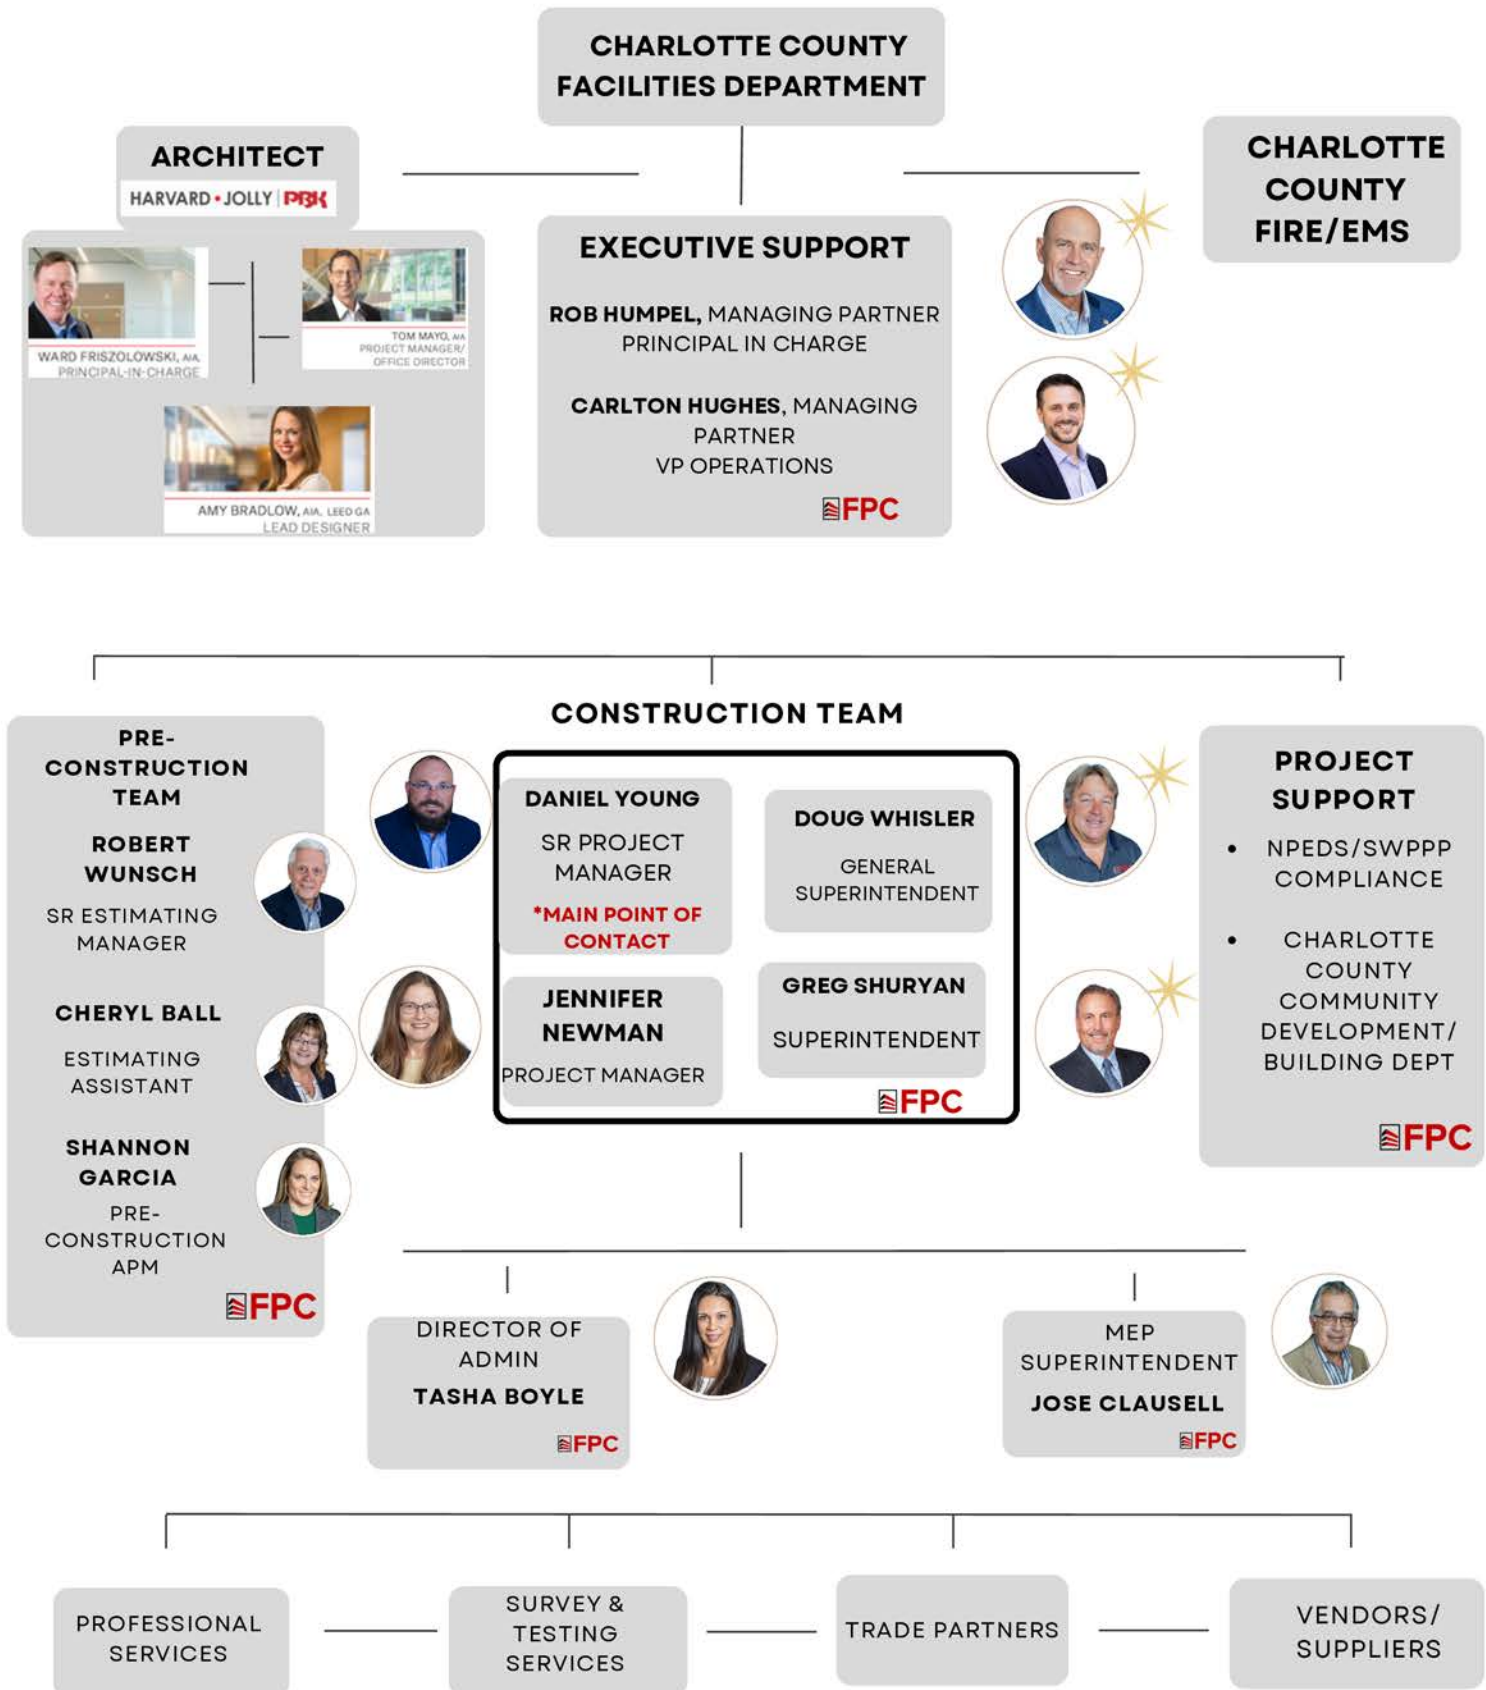 CHARLOTTE COUNTY
FACILITIES DEPARTMENT
ARCHITECT
HARVARD • JOLLY | PBK
WARD FRISZOLOWSKI, AIA,
PRINCIPAL-IN-CHARGE
TOM MAYO, AIA
PROJECT MANAGER/
OFFICE DIRECTOR
AMY BRADLOW, AIA, LEED GA
LEAD DESIGNER
EXECUTIVE SUPPORT
ROB HUMPEL, MANAGING PARTNER
PRINCIPAL IN CHARGE
CARLTON HUGHES, MANAGING
PARTNER
VP OPERATIONS
FPC
CHARLOTTE
COUNTY
FIRE/EMS
PRE-
CONSTRUCTION
TEAM
ROBERT
WUNSCH
SR ESTIMATING
MANAGER
CHERYL BALL
ESTIMATING
ASSISTANT
SHANNON
GARCIA
PRE-
CONSTRUCTION
APM
FPC
CONSTRUCTION TEAM
DANIEL YOUNG
SR PROJECT
MANAGER
*MAIN POINT OF
CONTACT
JENNIFER
NEWMAN
PROJECT MANAGER
DOUG WHISLER
GENERAL
SUPERINTENDENT
GREG SHURYAN
SUPERINTENDENT
FPC
PROJECT
SUPPORT
• NPEDS/SWPPP
COMPLIANCE
• CHARLOTTE
COUNTY
COMMUNITY
DEVELOPMENT/
BUILDING DEPT
FPC
DIRECTOR OF
ADMIN
TASHA BOYLE
FPC
MEP
SUPERINTENDENT
JOSE CLAUSELL
FPC
PROFESSIONAL
SERVICES
SURVEY &
TESTING
SERVICES
TRADE PARTNERS
VENDORS/
SUPPLIERS